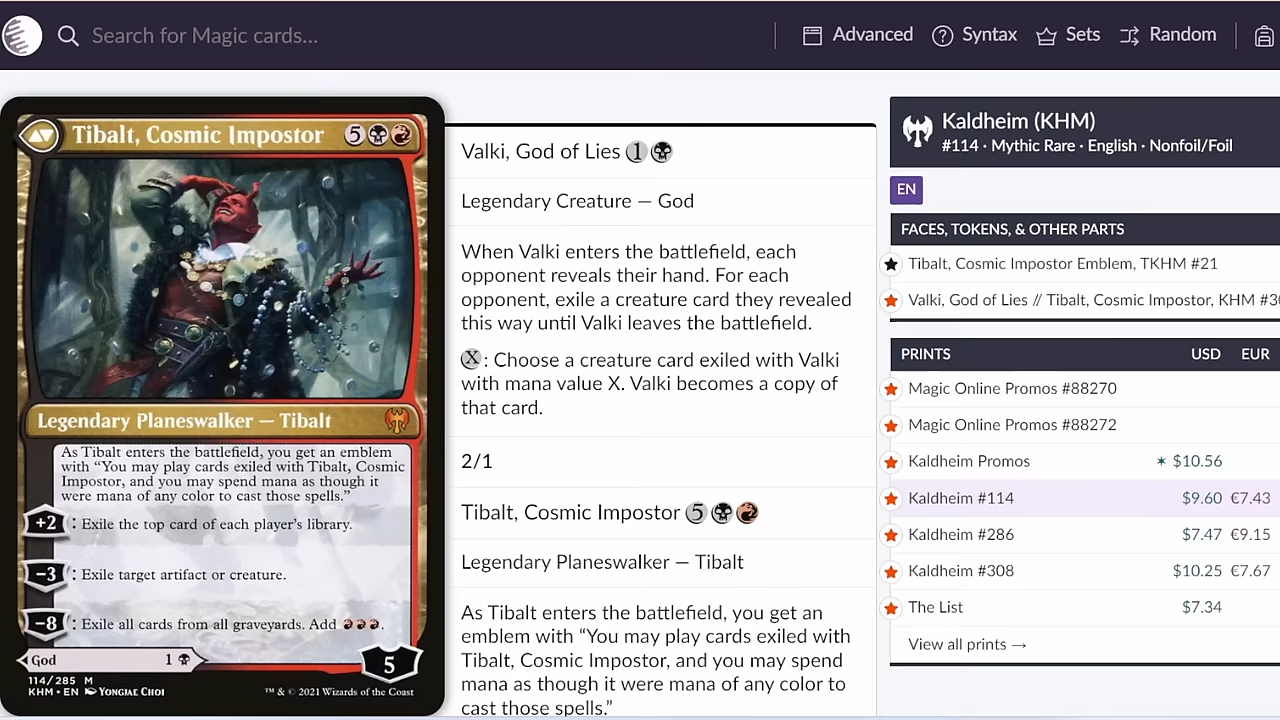 Search for Magic cards...
Advanced
Syntax
Sets
Random
Tibalt, Cosmic Impostor 5
Legendary Planeswalker — Tibalt
As Tibalt enters the battlefield, you get an emblem
with “You may play cards exiled with Tibalt, Cosmic
Impostor, and you may spend mana as though it
were mana of any color to cast those spells.”
+2 : Exile the top card of each player's library.
−3 : Exile target artifact or creature.
−8 : Exile all cards from all graveyards. Add .
God 1
5
114/285 M
KHM • EN Yongjae Choi
™ & © 2021 Wizards of the Coast
Valki, God of Lies 1
Legendary Creature — God
When Valki enters the battlefield, each
opponent reveals their hand. For each
opponent, exile a creature card they revealed
this way until Valki leaves the battlefield.
X : Choose a creature card exiled with Valki
with mana value X. Valki becomes a copy of
that card.
2/1
Tibalt, Cosmic Impostor 5
Legendary Planeswalker — Tibalt
As Tibalt enters the battlefield, you get an
emblem with “You may play cards exiled with
Tibalt, Cosmic Impostor, and you may spend
mana as though it were mana of any color to
cast those spells.”
Kaldheim (KHM)
#114 · Mythic Rare · English · Nonfoil/Foil
EN
FACES, TOKENS, & OTHER PARTS
Tibalt, Cosmic Impostor Emblem, TKHM #21
Valki, God of Lies // Tibalt, Cosmic Impostor, KHM
PRINTS USD EUR
Magic Online Promos #88270
Magic Online Promos #88272
Kaldheim Promos ✶ $10.56
Kaldheim #114 $9.60 €7.43
Kaldheim #286 $7.47 €9.15
Kaldheim #308 $10.25 €7.67
The List $7.34
View all prints →